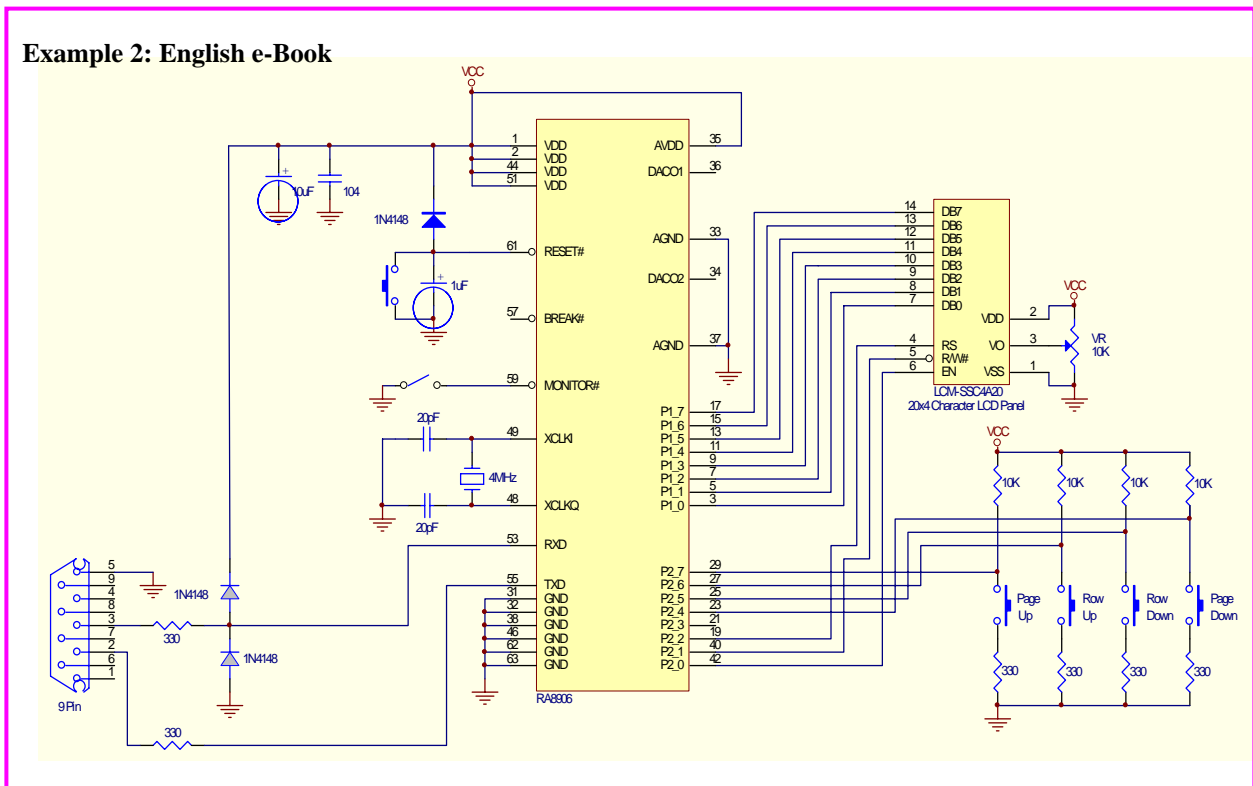 Example 2: English e-Book
VCC
1 VDD
2 VDD
44 VDD
51 VDD
AVDD 35
DACO1 36
10uF
104
1N4148
61 RESET#
AGND 33
1uF
DACO2 34
57 BREAK#
AGND 37
59 MONITOR#
20pF
49 XCLKI
4MHz
48 XCLKQ
20pF
53 RXD
55 TXD
31 GND
32 GND
38 GND
46 GND
62 GND
63 GND
P1_7 17
P1_6 15
P1_5 13
P1_4 11
P1_3 9
P1_2 7
P1_1 5
P1_0 3
P2_7 29
P2_6 27
P2_5 25
P2_4 23
P2_3 21
P2_2 19
P2_1 40
P2_0 42
RA8906
14 DB7
13 DB6
12 DB5
11 DB4
10 DB3
9 DB2
8 DB1
7 DB0
4 RS
5 R/W#
6 EN
VDD 2
VO 3
VSS 1
VCC
VR
10K
LCM-SSC4A20
20x4 Character LCD Panel
VCC
10K
10K
10K
10K
Page
Up
Row
Up
Row
Down
Page
Down
330
330
330
330
5
9
4
8
3
7
2
6
1
9 Pin
1N4148
330
1N4148
330